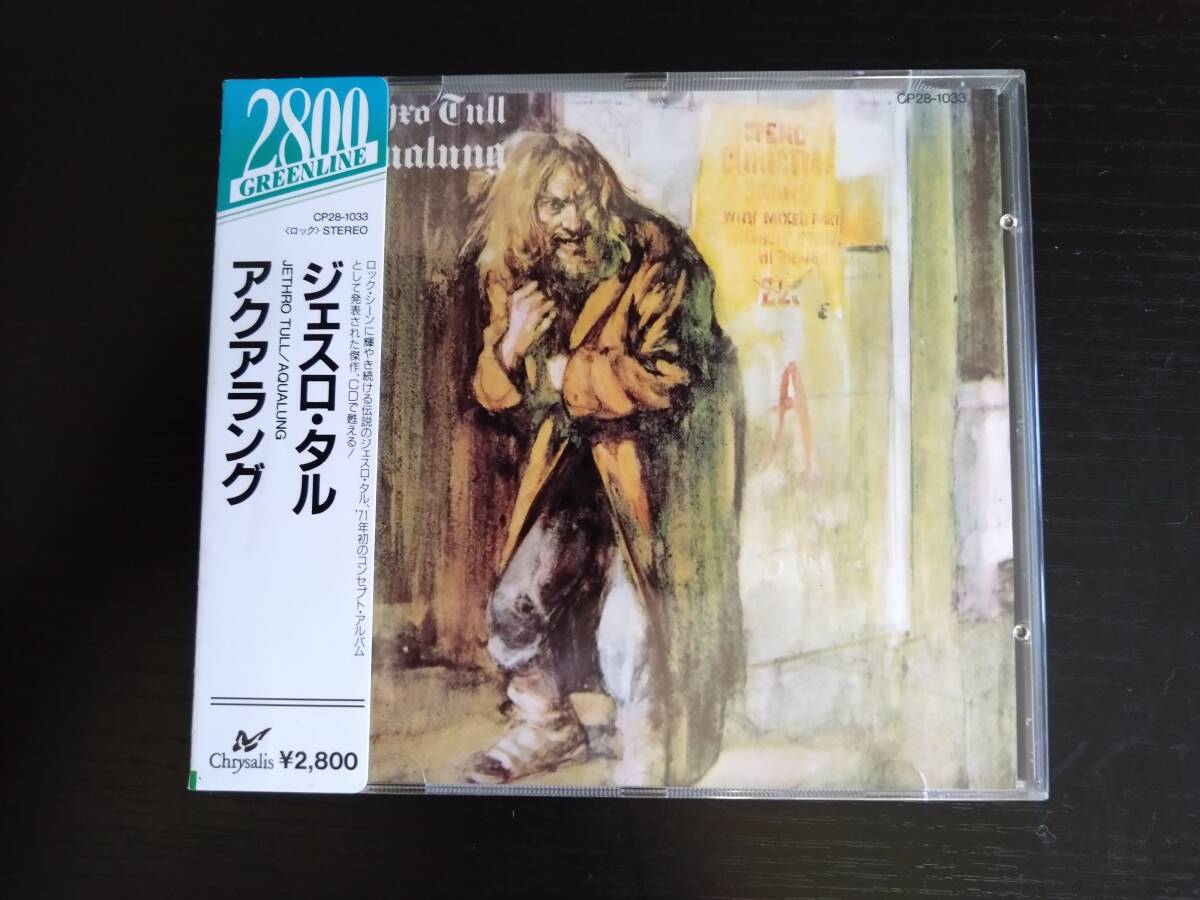 2800
GREENLINE
CP28-1033
〈ロック〉STEREO
ロック・シーンに輝やき続ける伝説のジェスロ・タル、'71年初のコンセプト・アルバム
として発表された傑作、CDで甦える!
ジェスロ・タル
JETHRO TULL/AQUALUNG
アクアラング
Chrysalis ¥2,800
Tull
CP28-1033
SPEND
CHRISTMAS
WITH MIXED
A